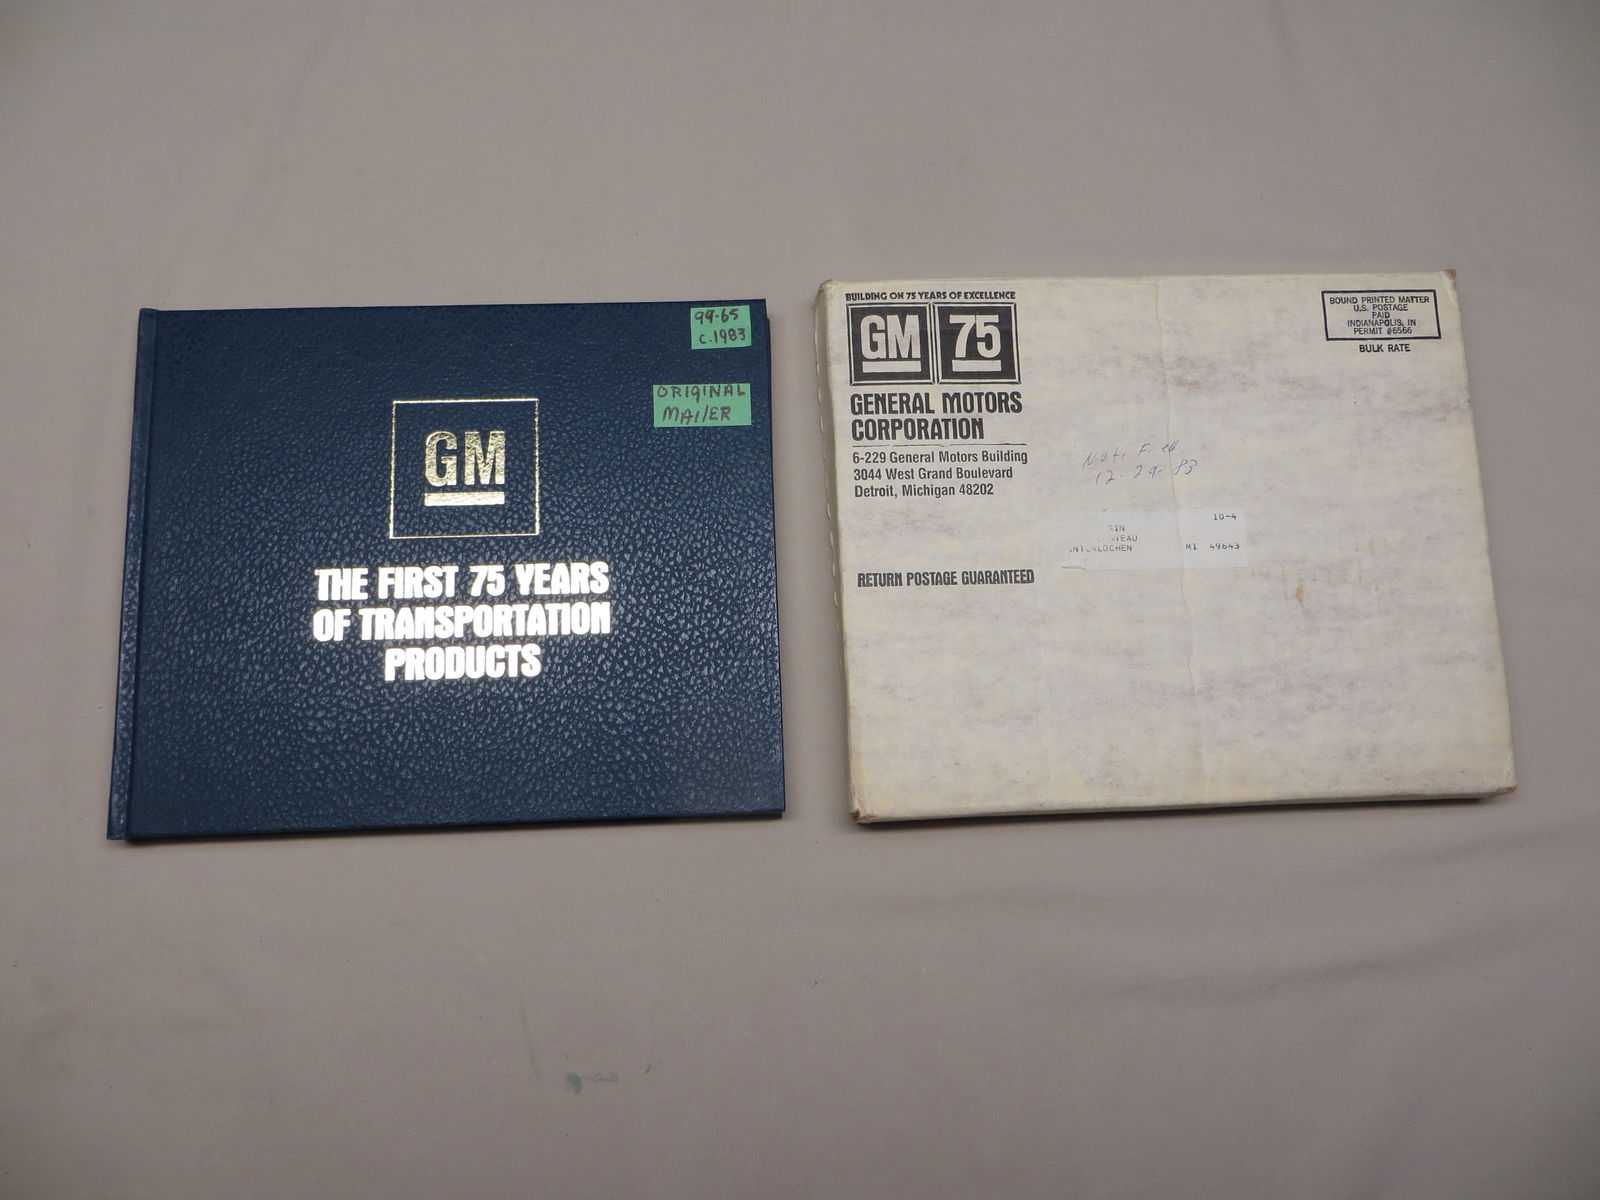 99-65
c.1983
ORIGINAL
MAILER
GM
THE FIRST 75 YEARS
OF TRANSPORTATION
PRODUCTS
BUILDING ON 75 YEARS OF EXCELLENCE
GM 75
GENERAL MOTORS
CORPORATION
6-229 General Motors Building
3044 West Grand Boulevard
Detroit, Michigan 48202
RETURN POSTAGE GUARANTEED
BOUND PRINTED MATTER
U.S. POSTAGE
PAID
INDIANAPOLIS, IN
PERMIT #6566
BULK RATE
12-29-83
10-4
MI 49643